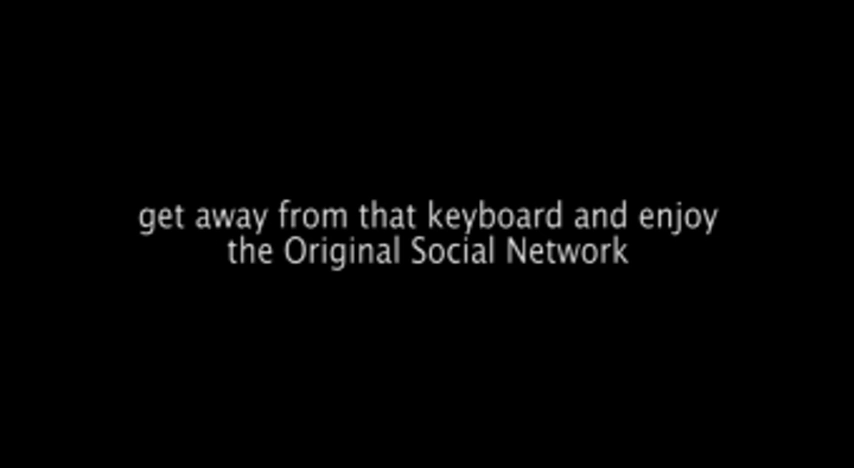 get away from that keyboard and enjoy
the Original Social Network